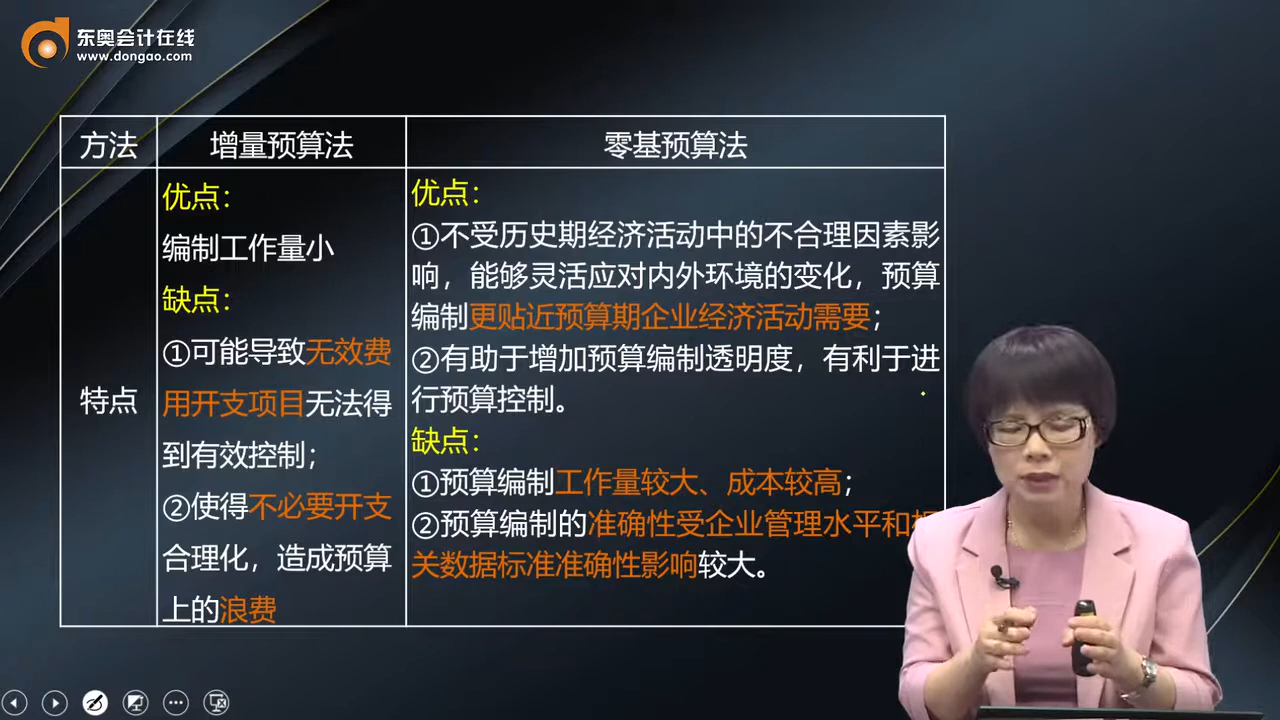 东奥会计在线
www.dongao.com
方法
增量预算法
零基预算法
特点
优点：
编制工作量小
缺点：
①可能导致无效费
用开支项目无法得
到有效控制；
②使得不必要开支
合理化，造成预算
上的浪费
优点：
①不受历史期经济活动中的不合理因素影
响，能够灵活应对内外环境的变化，预算
编制更贴近预算期企业经济活动需要；
②有助于增加预算编制透明度，有利于进
行预算控制。
缺点：
①预算编制工作量较大、成本较高；
②预算编制的准确性受企业管理水平和
关数据标准准确性影响较大。